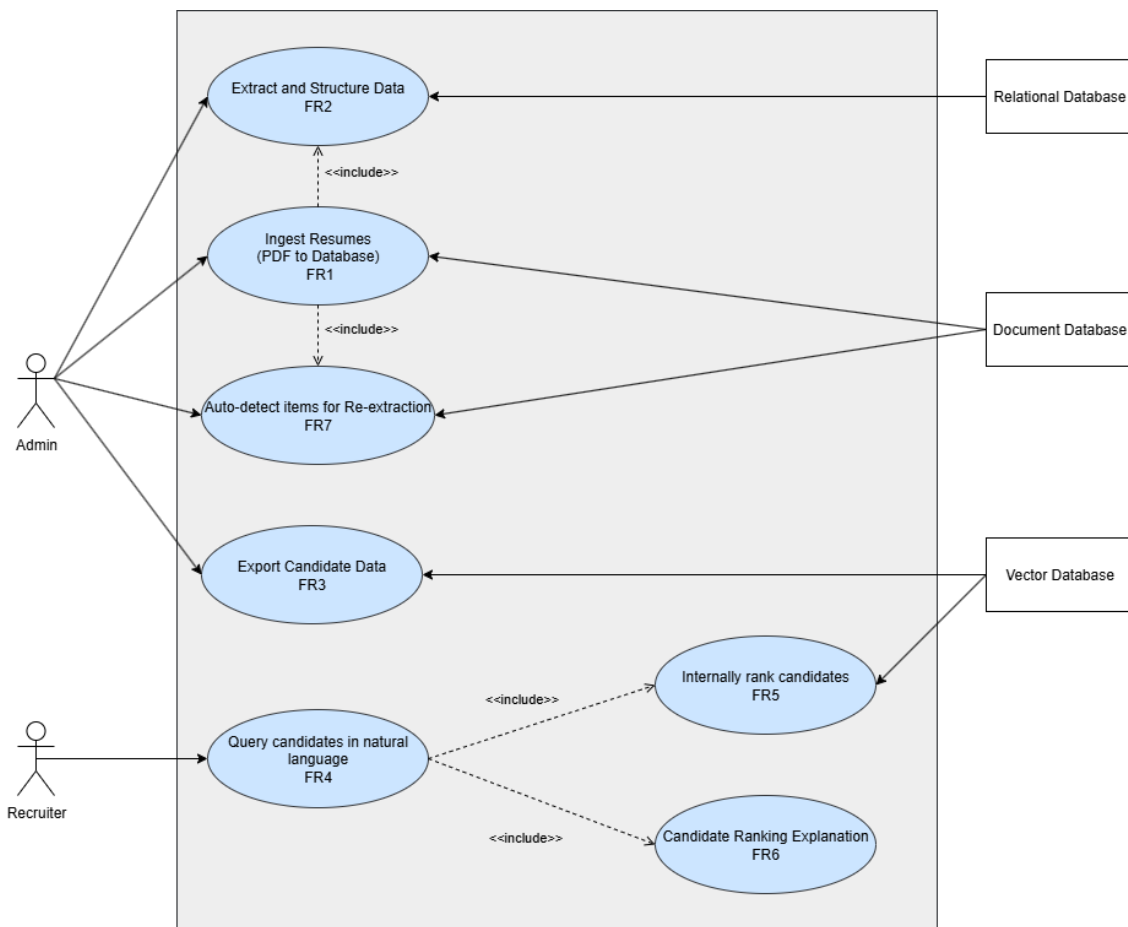 Extract and Structure Data
FR2
Relational Database
<<include>>
Ingest Resumes
(PDF to Database)
FR1
<<include>>
Document Database
Auto-detect items for Re-extraction
FR7
Admin
Export Candidate Data
FR3
Vector Database
Internally rank candidates
FR5
<<include>>
Query candidates in natural
language
FR4
Recruiter
<<include>>
Candidate Ranking Explanation
FR6